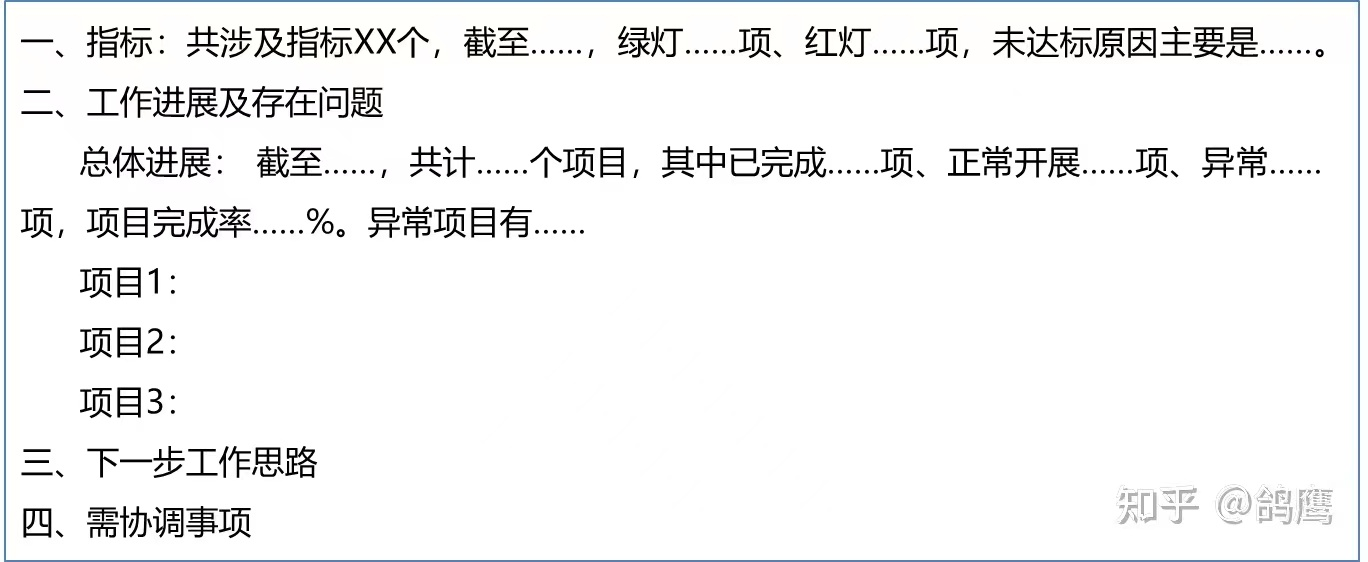 一、指标：共涉及指标XX个，截至……，绿灯……项、红灯……项，未达标原因主要是……。
二、工作进展及存在问题
总体进展： 截至……，共计……个项目，其中已完成……项、正常开展……项、异常……
项，项目完成率……%。异常项目有……
项目1：
项目2：
项目3：
三、下一步工作思路
四、需协调事项
知乎 @鸽鹰